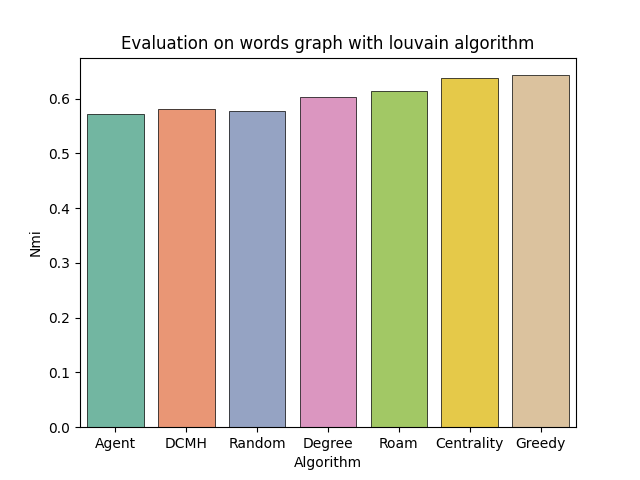 Evaluation on words graph with louvain algorithm
0.6
0.5
0.4
0.3
0.2
0.1
0.0
Nmi
Agent DCMH Random Degree Roam Centrality Greedy
Algorithm